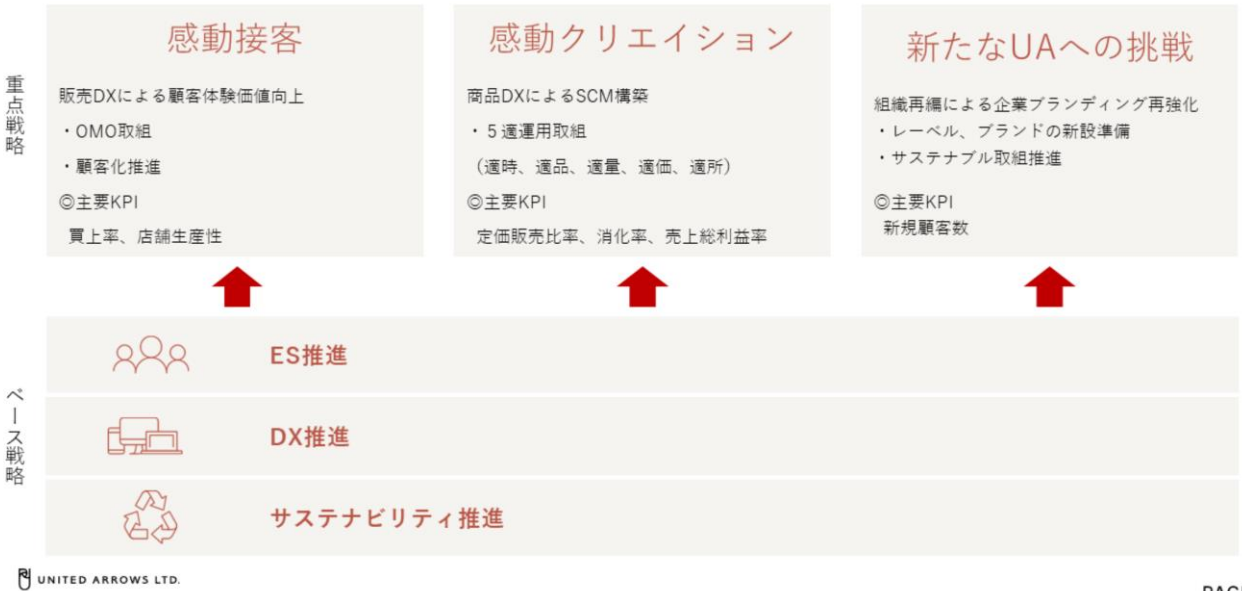 重点戦略
感動接客
販売DXによる顧客体験価値向上
・OMO取組
・顧客化推進
◎主要KPI
買上率、店舗生産性
感動クリエイション
商品DXによるSCM構築
・５適運用取組
（適時、適品、適量、適価、適所）
◎主要KPI
定価販売比率、消化率、売上総利益率
新たなUAへの挑戦
組織再編による企業ブランディング再強化
・レーベル、ブランドの新設準備
・サステナブル取組推進
◎主要KPI
新規顧客数
ベース戦略
ES推進
DX推進
サステナビリティ推進
UNITED ARROWS LTD.